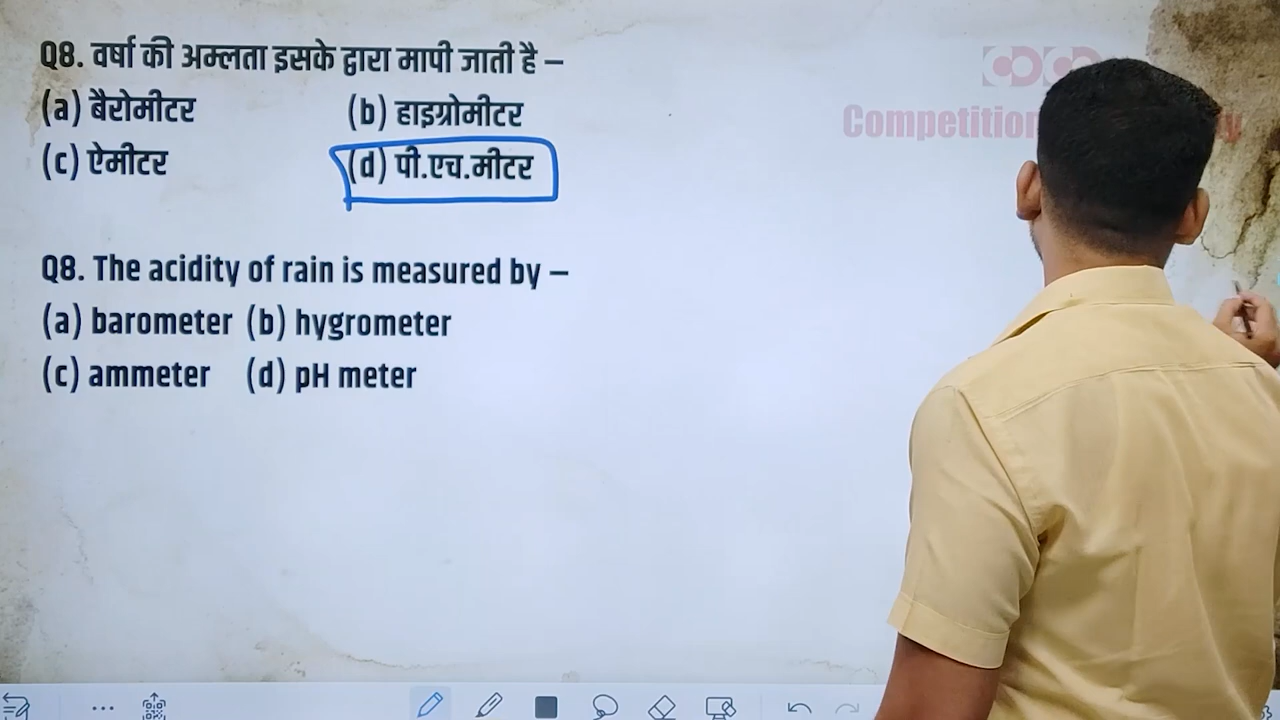 Q8. वर्षा की अम्लता इसके द्वारा मापी जाती है –
(a) बैरोमीटर (b) हाइग्रोमीटर
(c) ऐमीटर (d) पी.एच.मीटर
Q8. The acidity of rain is measured by –
(a) barometer (b) hygrometer
(c) ammeter (d) pH meter